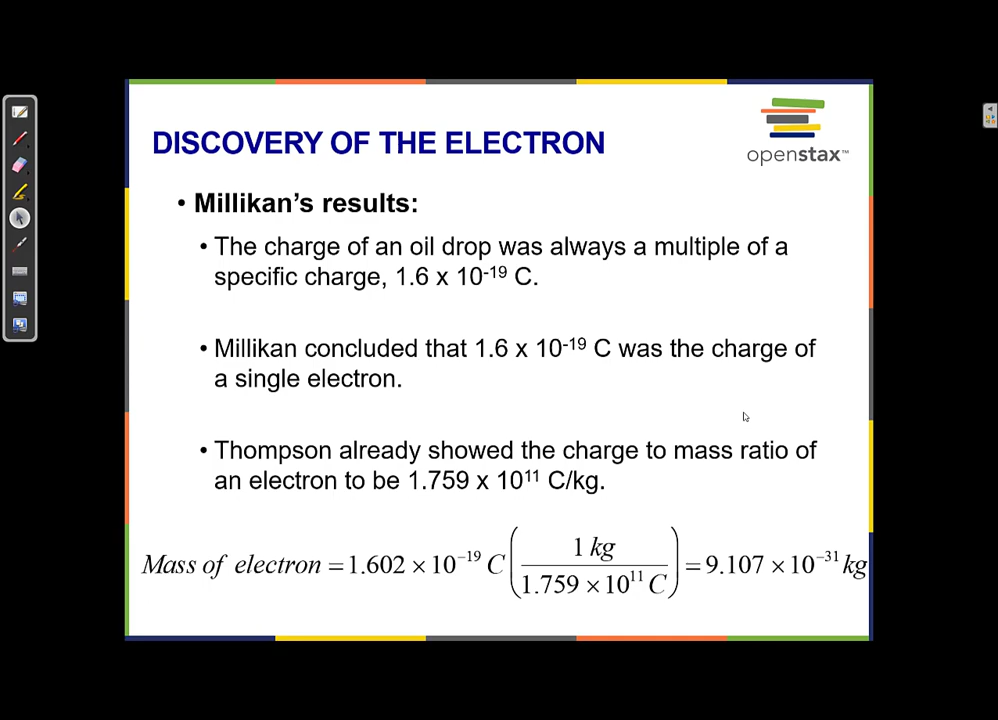 DISCOVERY OF THE ELECTRON
openstax™
• Millikan's results:
• The charge of an oil drop was always a multiple of a
specific charge, 1.6 x 10⁻¹⁹ C.
• Millikan concluded that 1.6 x 10⁻¹⁹ C was the charge of
a single electron.
• Thompson already showed the charge to mass ratio of
an electron to be 1.759 x 10¹¹ C/kg.
Mass of electron = 1.602 × 10⁻¹⁹ C (1 kg / 1.759 × 10¹¹ C) = 9.107 × 10⁻³¹ kg